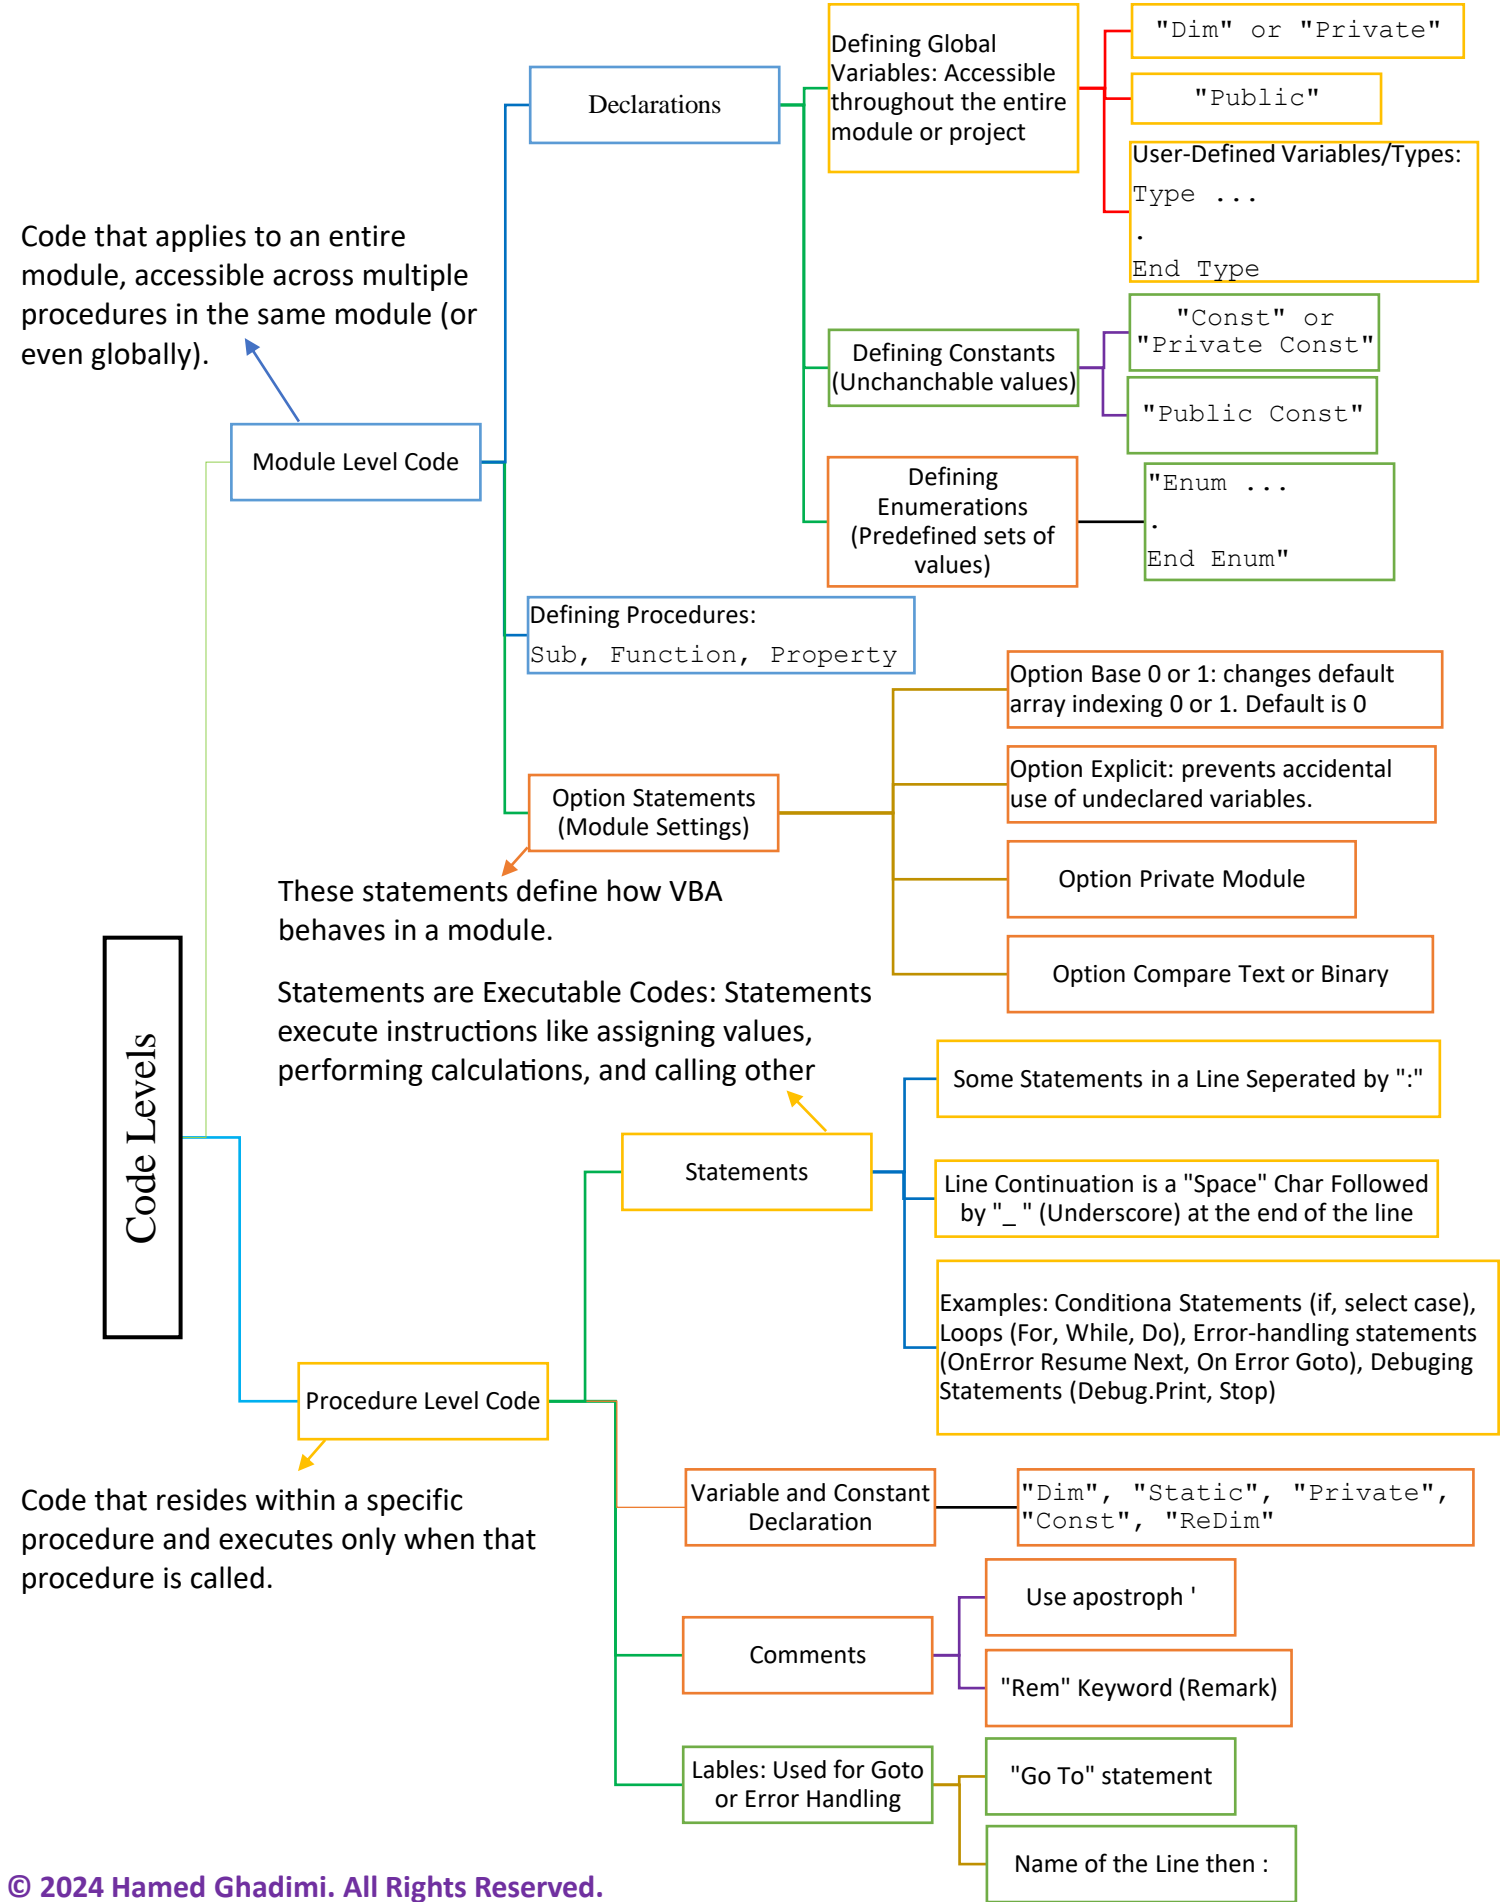 Code Levels
Code that applies to an entire
module, accessible across multiple
procedures in the same module (or
even globally).
Module Level Code
Declarations
Defining Global
Variables: Accessible
throughout the entire
module or project
"Dim" or "Private"
"Public"
User-Defined Variables/Types:
Type ...
.
End Type
Defining Constants
(Unchanchable values)
"Const" or
"Private Const"
"Public Const"
Defining
Enumerations
(Predefined sets of
values)
"Enum ...
.
End Enum"
Defining Procedures:
Sub, Function, Property
Option Statements
(Module Settings)
These statements define how VBA
behaves in a module.
Option Base 0 or 1: changes default
array indexing 0 or 1. Default is 0
Option Explicit: prevents accidental
use of undeclared variables.
Option Private Module
Option Compare Text or Binary
Procedure Level Code
Code that resides within a specific
procedure and executes only when that
procedure is called.
Statements are Executable Codes: Statements
execute instructions like assigning values,
performing calculations, and calling other
Statements
Some Statements in a Line Seperated by ":"
Line Continuation is a "Space" Char Followed
by "_ " (Underscore) at the end of the line
Examples: Conditiona Statements (if, select case),
Loops (For, While, Do), Error-handling statements
(OnError Resume Next, On Error Goto), Debuging
Statements (Debug.Print, Stop)
Variable and Constant
Declaration
"Dim", "Static", "Private",
"Const", "ReDim"
Comments
Use apostroph '
"Rem" Keyword (Remark)
Lables: Used for Goto
or Error Handling
"Go To" statement
Name of the Line then :
© 2024 Hamed Ghadimi. All Rights Reserved.